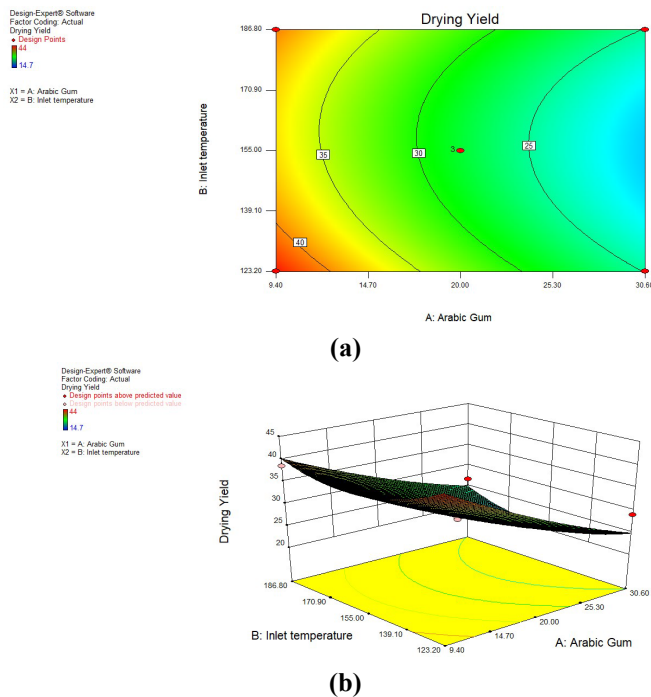 Design-Expert® Software
Factor Coding: Actual
Drying Yield
Design Points
44
14.7
X1 = A: Arabic Gum
X2 = B: Inlet temperature
Drying Yield
B: Inlet temperature
186.80
170.90
155.00
139.10
123.20
35
30
25
3
40
9.40 14.70 20.00 25.30 30.60
A: Arabic Gum
(a)
Design-Expert® Software
Factor Coding: Actual
Drying Yield
Design points above predicted value
Design points below predicted value
44
14.7
X1 = A: Arabic Gum
X2 = B: Inlet temperature
Drying Yield
45
40
35
30
25
20
186.80
170.90
155.00
139.10
123.20
B: Inlet temperature
30.60
25.30
20.00
14.70
9.40
A: Arabic Gum
(b)